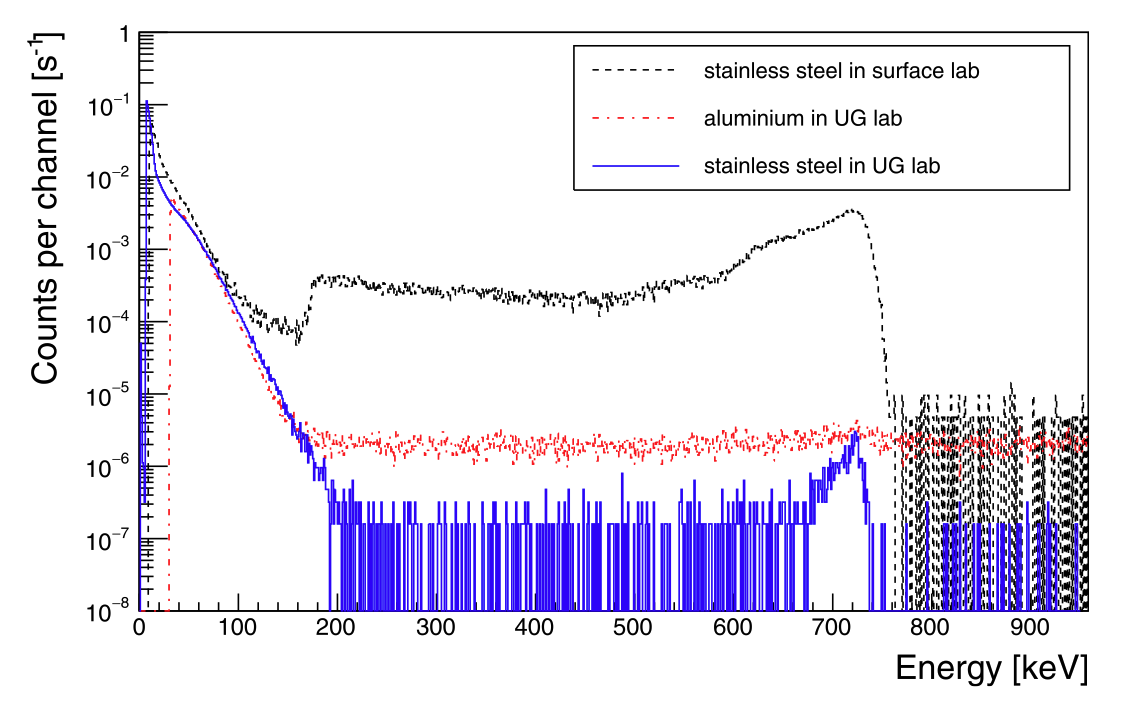 Counts per channel [s⁻¹]
1
10⁻¹
10⁻²
10⁻³
10⁻⁴
10⁻⁵
10⁻⁶
10⁻⁷
10⁻⁸
stainless steel in surface lab
aluminium in UG lab
stainless steel in UG lab
0 100 200 300 400 500 600 700 800 900
Energy [keV]